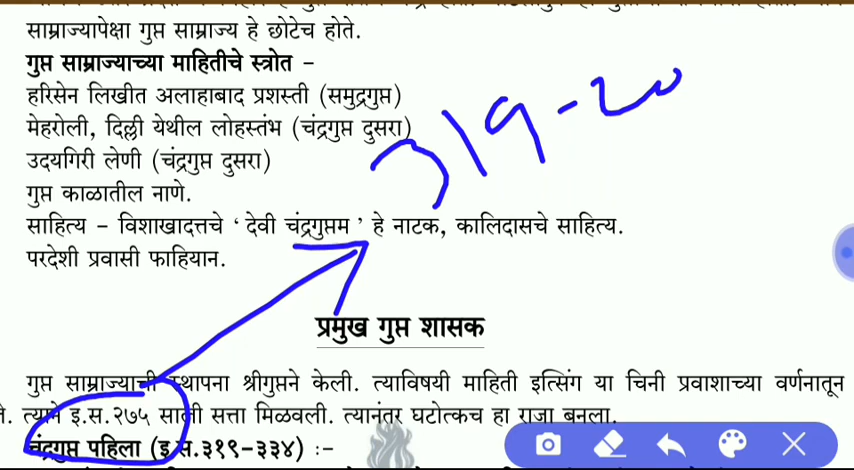 साम्राज्यापेक्षा गुप्त साम्राज्य हे छोटेच होते.
गुप्त साम्राज्याच्या माहितीचे स्त्रोत –
हरिसेन लिखीत अलाहाबाद प्रशस्ती (समुद्रगुप्त)
मेहरोली, दिल्ली येथील लोहस्तंभ (चंद्रगुप्त दुसरा)
319-20
उदयगिरी लेणी (चंद्रगुप्त दुसरा)
गुप्त काळातील नाणे.
साहित्य – विशाखादत्तचे ‘ देवी चंद्रगुप्तम ’ हे नाटक, कालिदासचे साहित्य.
परदेशी प्रवासी फाहियान.
प्रमुख गुप्त शासक
गुप्त साम्राज्याची स्थापना श्रीगुप्तने केली. त्याविषयी माहिती इत्सिंग या चिनी प्रवाशाच्या वर्णनातून
त्याने इ.स.२७५ साली सत्ता मिळवली. त्यानंतर घटोत्कच हा राजा बनला.
चंद्रगुप्त पहिला (इ.स.३१९–३३४) :–